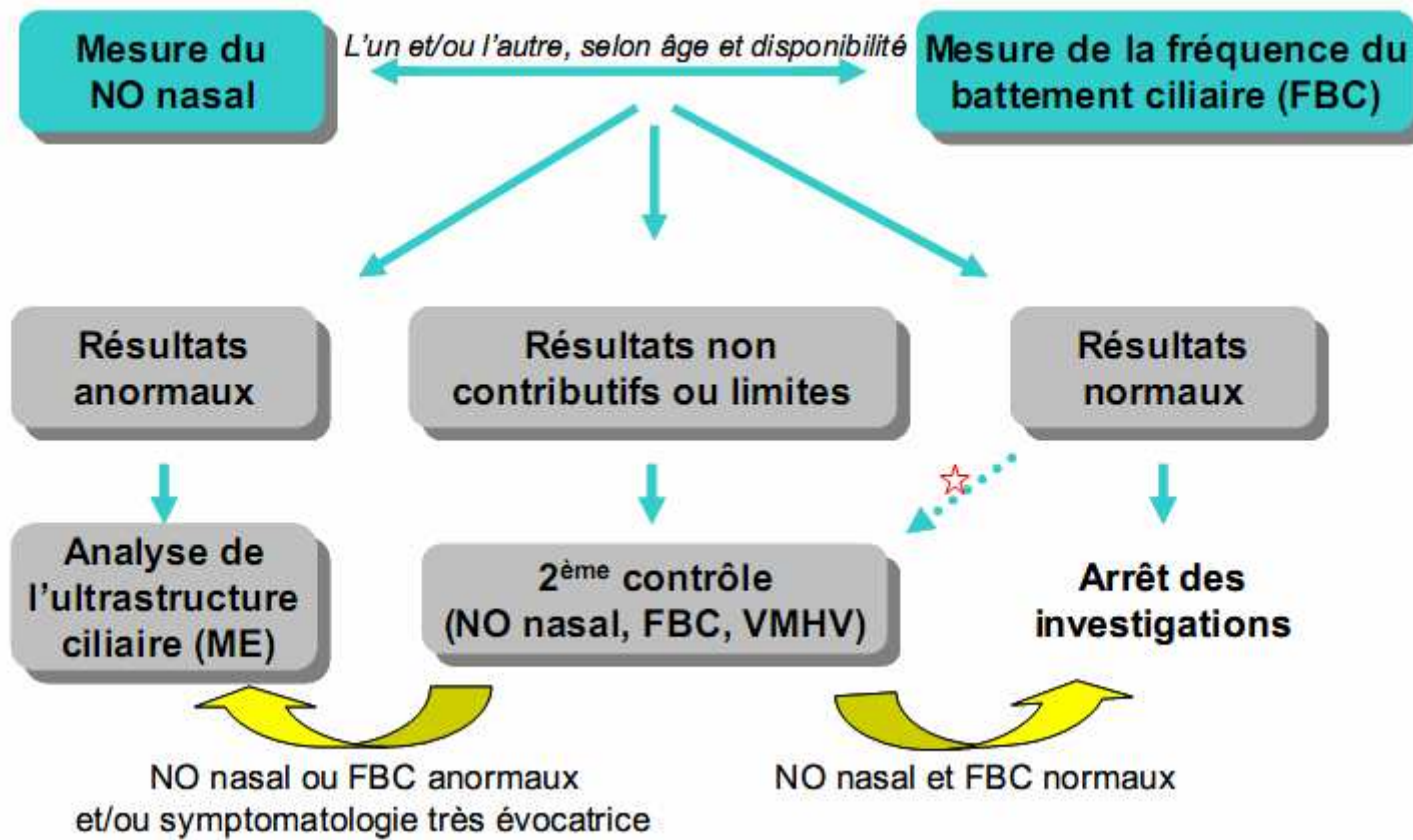 Mesure du
NO nasal
L'un et/ou l'autre, selon âge et disponibilité
Mesure de la fréquence du
battement ciliaire (FBC)
Résultats
anormaux
Résultats non
contributifs ou limites
Résultats
normaux
Analyse de
l'ultrastructure
ciliaire (ME)
2ème contrôle
(NO nasal, FBC, VMHV)
Arrêt des
investigations
NO nasal ou FBC anormaux
et/ou symptomatologie très évocatrice
NO nasal et FBC normaux